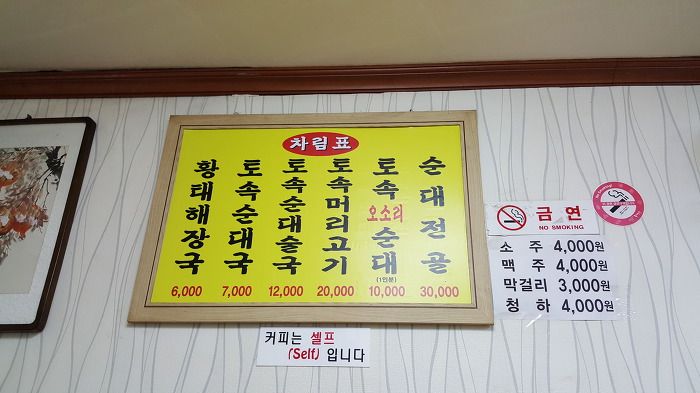 차림표
황태해장국
6,000
토속순대국
7,000
토속순대술국
12,000
토속머리고기
20,000
토속
오소리
순대
(1인분)
10,000
순대전골
30,000
커피는 셀프
(Self) 입니다
금연
NO SMOKING
소주 4,000원
맥주 4,000원
막걸리 3,000원
청하 4,000원